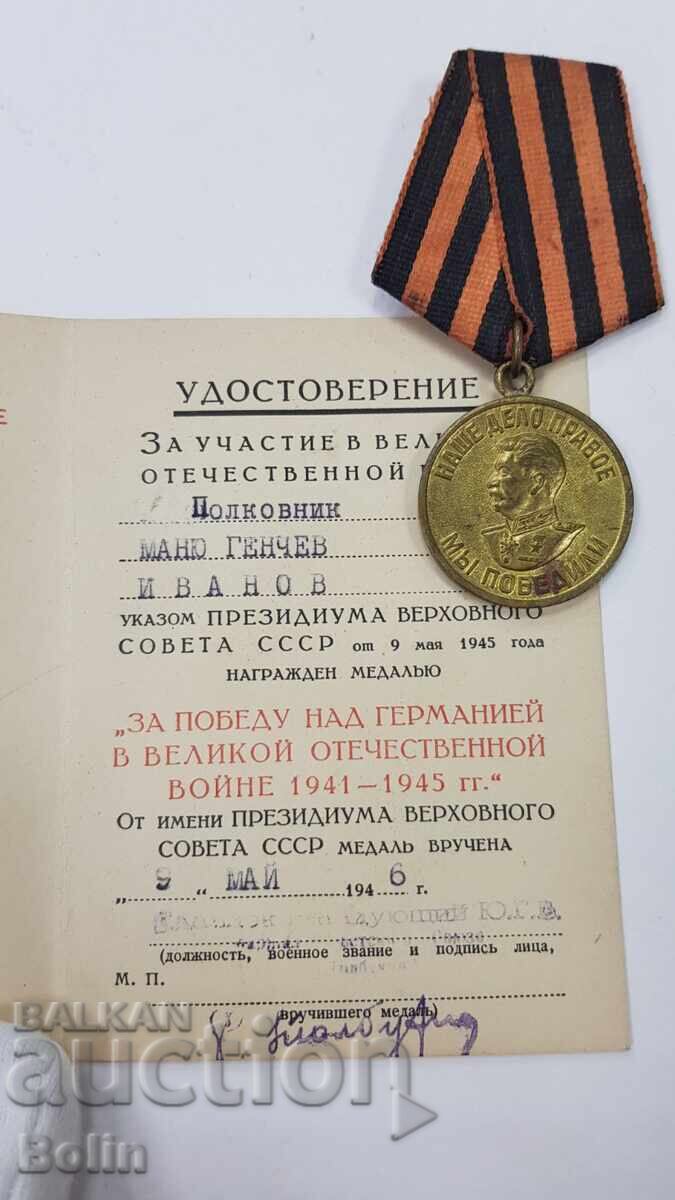 Е
УДОСТОВЕРЕНИЕ
ЗА УЧАСТИЕ В ВЕЛИ
ОТЕЧЕСТВЕННОЙ
Полковник
МАНЮ ГЕНЧЕВ
ИВАНОВ
УКАЗОМ ПРЕЗИДИУМА ВЕРХОВНОГО
СОВЕТА СССР от 9 мая 1945 года
НАГРАЖДЕН МЕДАЛЬЮ
„ЗА ПОБЕДУ НАД ГЕРМАНИЕЙ
В ВЕЛИКОЙ ОТЕЧЕСТВЕННОЙ
ВОЙНЕ 1941—1945 гг.“
ОТ ИМЕНИ ПРЕЗИДИУМА ВЕРХОВНОГО
СОВЕТА СССР МЕДАЛЬ ВРУЧЕНА
„ 9 “ МАЙ 1946 г.
Ю.Г.В.
(должность, военное звание и подпись лица,
М. П.
вручившего медаль)
НАШЕ ДЕЛО ПРАВОЕ
МЫ ПОБЕДИЛИ
BALKAN
auction
Bolin